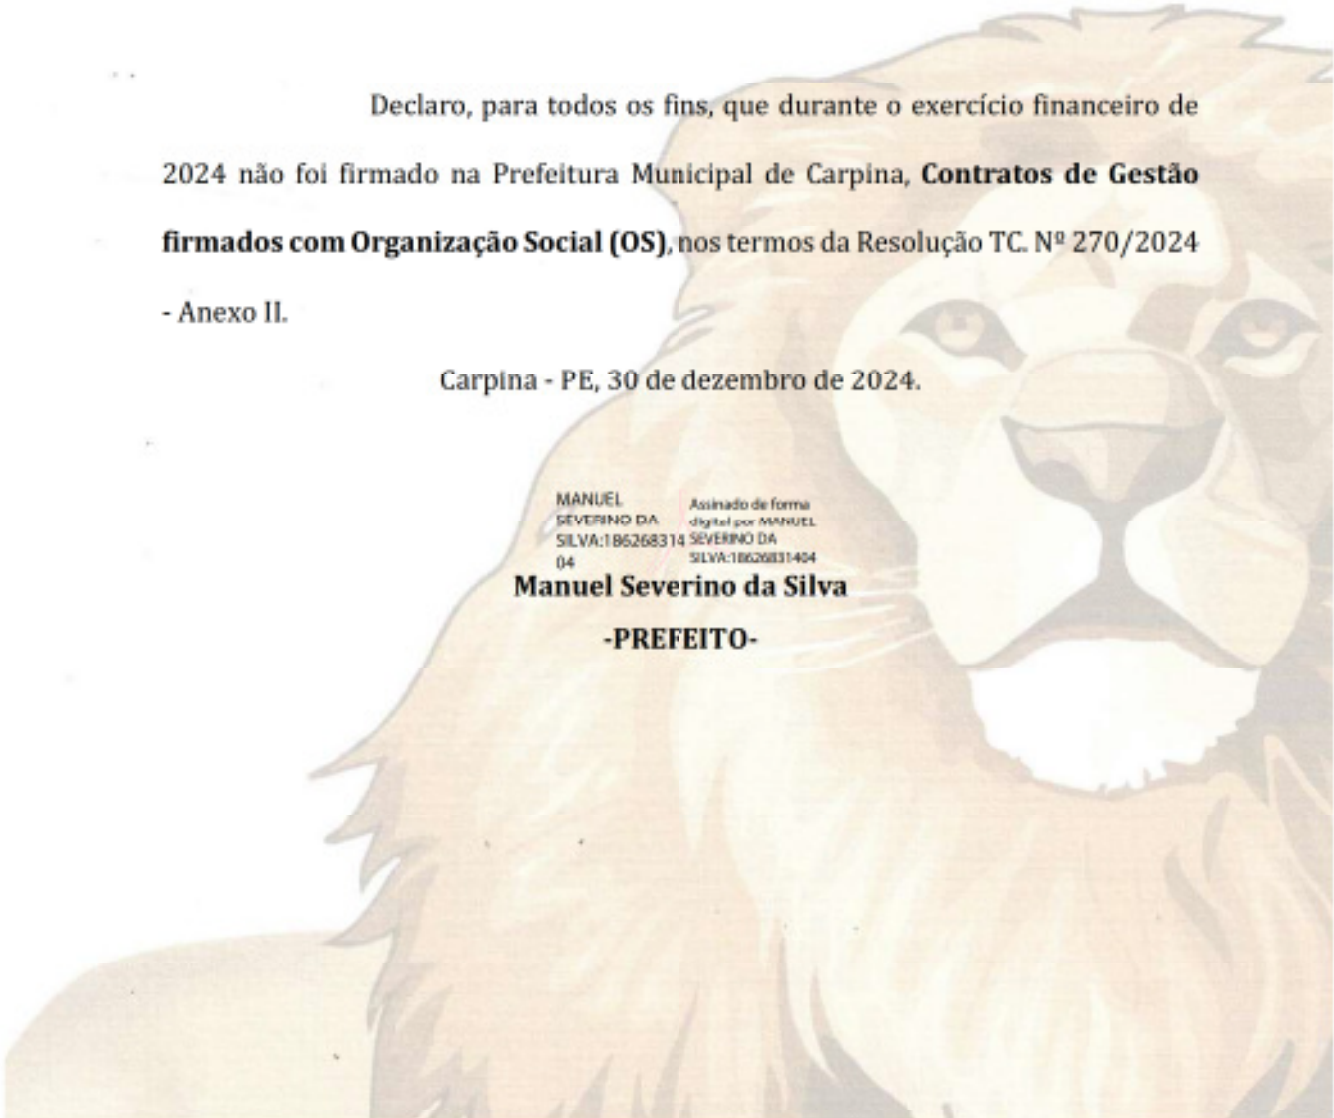 Declaro, para todos os fins, que durante o exercício financeiro de
2024 não foi firmado na Prefeitura Municipal de Carpina, Contratos de Gestão
firmados com Organização Social (OS), nos termos da Resolução TC. Nº 270/2024
- Anexo II.
Carpina - PE, 30 de dezembro de 2024.
MANUEL
SEVERINO DA
SILVA:186268314
04
Assinado de forma
digital por MANUEL
SEVERINO DA
SILVA:18626831404
Manuel Severino da Silva
-PREFEITO-